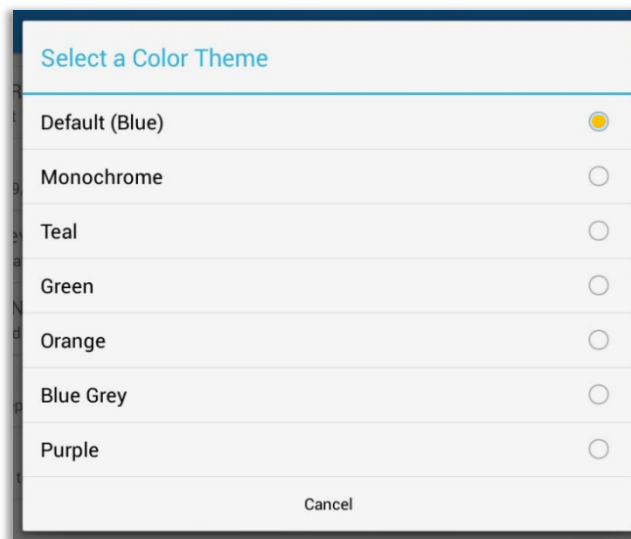 Select a Color Theme
Default (Blue)
Monochrome
Teal
Green
Orange
Blue Grey
Purple
Cancel